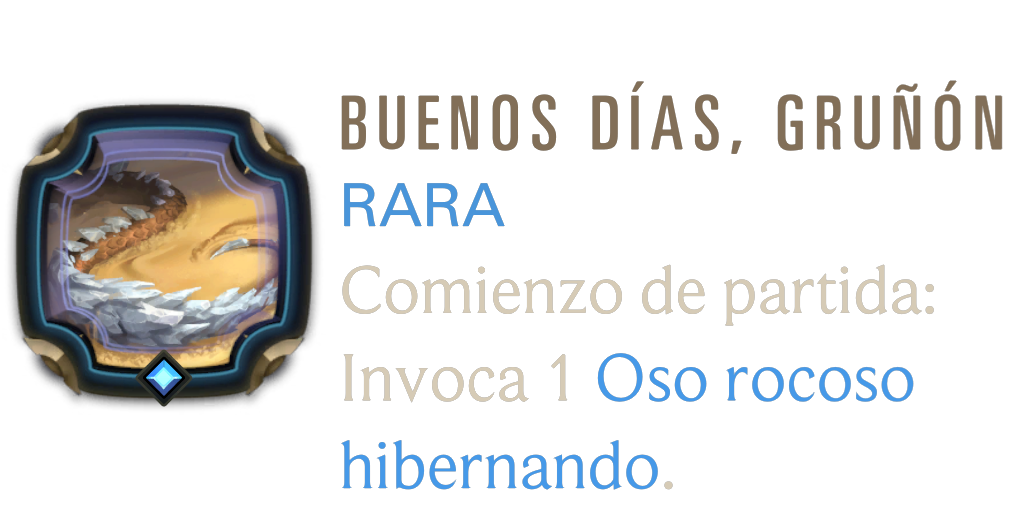 BUENOS DÍAS, GRUÑÓN
RARA
Comienzo de partida:
Invoca 1 Oso rocoso
hibernando.